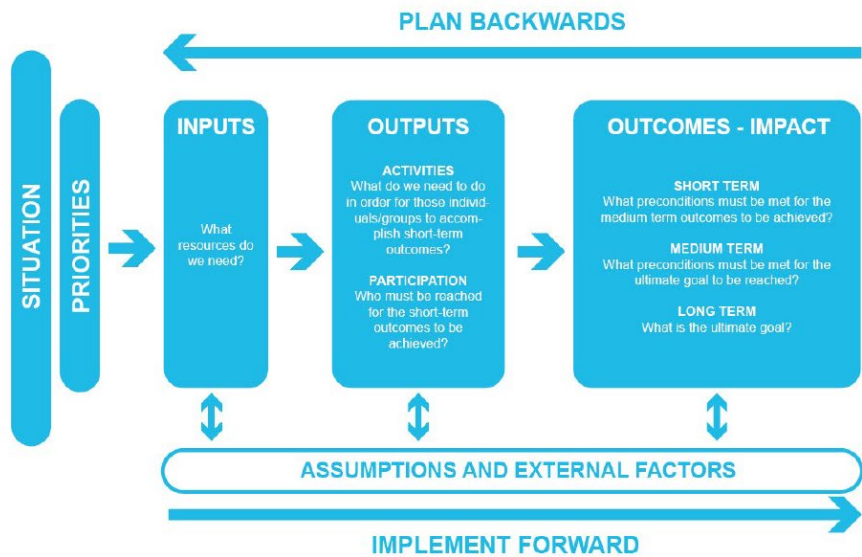 PLAN BACKWARDS
SITUATION
PRIORITIES
INPUTS
What
resources do
we need?
OUTPUTS
ACTIVITIES
What do we need to do
in order for those individ-
uals/groups to accom-
plish short-term
outcomes?
PARTICIPATION
Who must be reached
for the short-term
outcomes to be
achieved?
OUTCOMES - IMPACT
SHORT TERM
What preconditions must be met for the
medium term outcomes to be achieved?
MEDIUM TERM
What preconditions must be met for the
ultimate goal to be reached?
LONG TERM
What is the ultimate goal?
ASSUMPTIONS AND EXTERNAL FACTORS
IMPLEMENT FORWARD